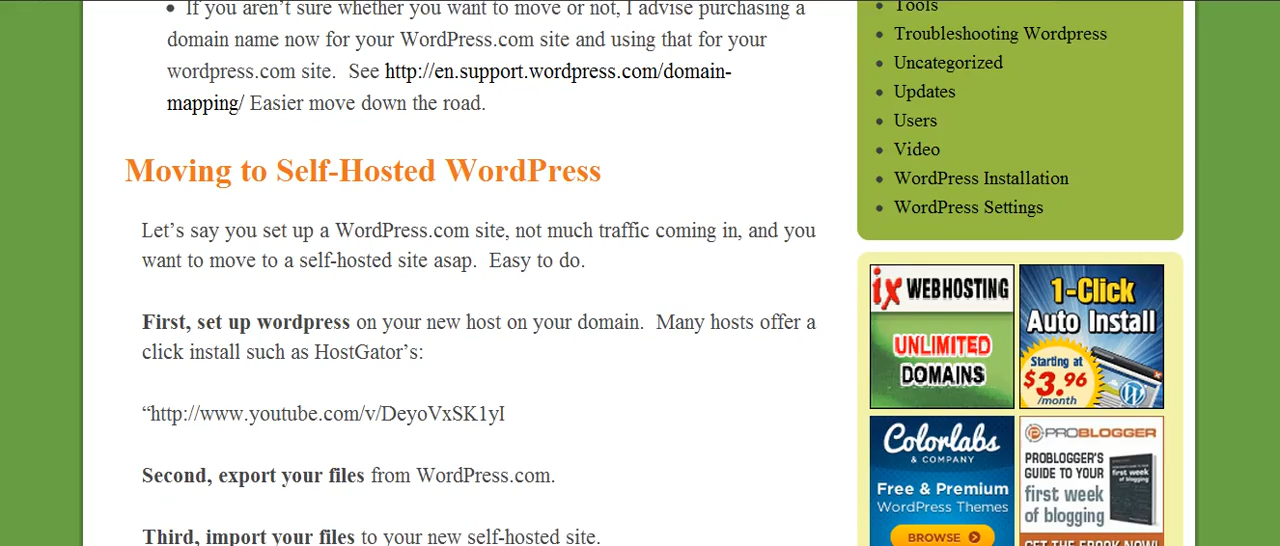 • If you aren’t sure whether you want to move or not, I advise purchasing a
domain name now for your WordPress.com site and using that for your
wordpress.com site.  See http://en.support.wordpress.com/domain-
mapping/ Easier move down the road.
Moving to Self-Hosted WordPress
Let’s say you set up a WordPress.com site, not much traffic coming in, and you
want to move to a self-hosted site asap.  Easy to do.
First, set up wordpress on your new host on your domain.  Many hosts offer a
click install such as HostGator’s:
“http://www.youtube.com/v/DeyoVxSK1yI
Second, export your files from WordPress.com.
Third, import your files to your new self-hosted site.
Tools
• Troubleshooting Wordpress
• Uncategorized
• Updates
• Users
• Video
• WordPress Installation
• WordPress Settings
ix WEBHOSTING
UNLIMITED
DOMAINS
1-Click
Auto Install
Starting at
$3.96
/month
Colorlabs
& COMPANY
Free & Premium
WordPress Themes
BROWSE
PROBLOGGER
PROBLOGGER'S
GUIDE TO YOUR
first week
of blogging
GET THE EBOOK NOW!